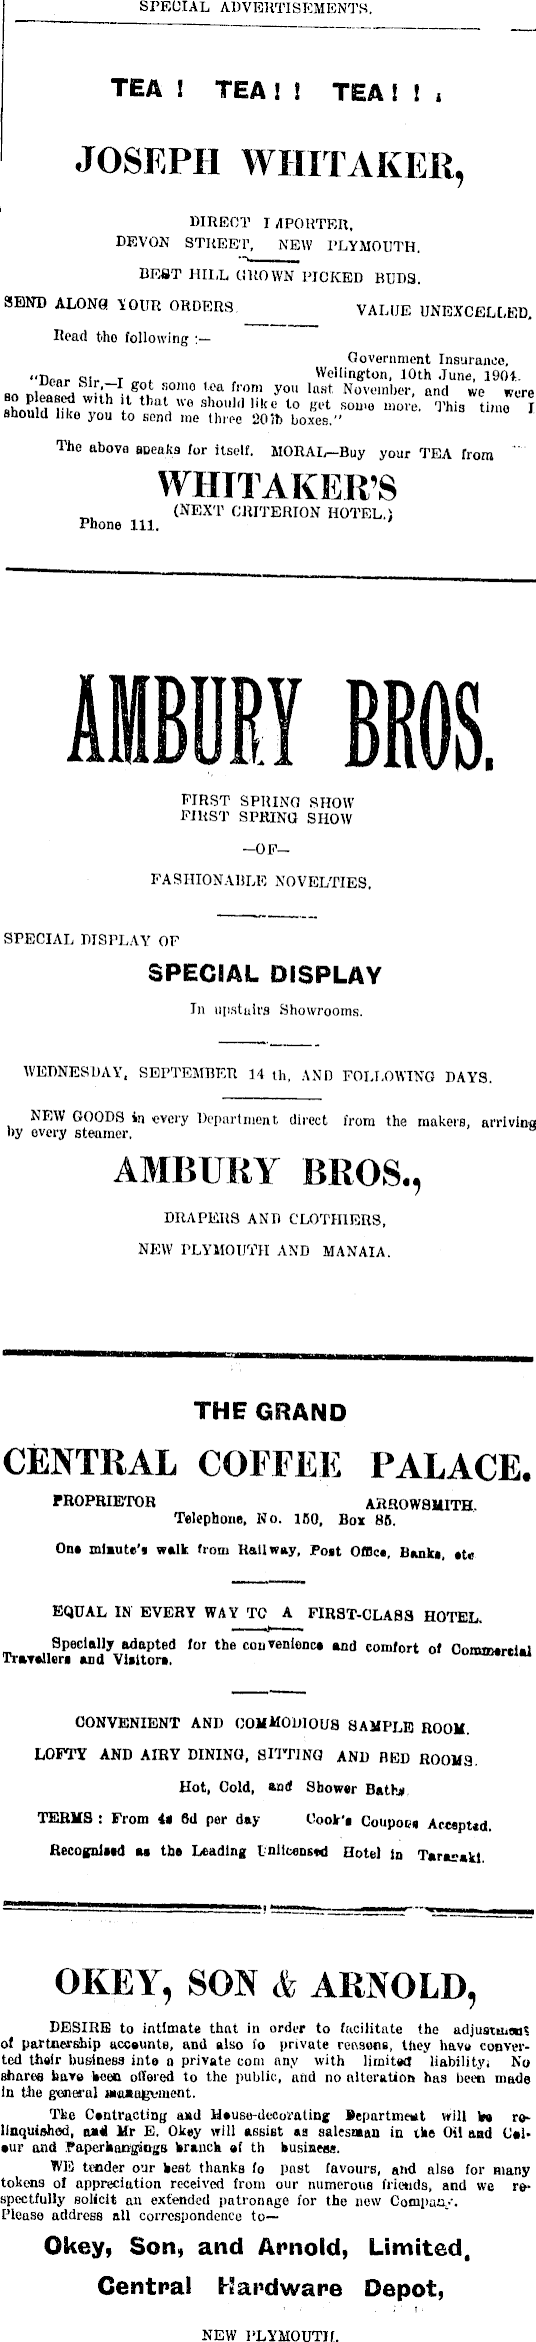 SPECIAL ADVERTISEMENTS.
TEA ! TEA ! ! TEA ! ! !
JOSEPH WHITAKER,
DIRECT I MPORTER,
DEVON STREET, NEW PLYMOUTH.
BEST HILL GROWN PICKED BUDS.
SEND ALONG YOUR ORDERS. VALUE UNEXCELLED.
Read the following :—
Government Insurance,
Wellington, 10th June, 1904.
"Dear Sir,—I got some tea from you last November, and we were
so pleased with it that we should like to get some more. This time I
should like you to send me three 20lb boxes."
The above speaks for itself. MORAL—Buy your TEA from
WHITAKER'S
(NEXT CRITERION HOTEL.)
Phone 111.
AMBURY BROS.
FIRST SPRING SHOW
FIRST SPRING SHOW
—OF—
FASHIONABLE NOVELTIES.
SPECIAL DISPLAY OF
SPECIAL DISPLAY
In upstairs Showrooms.
WEDNESDAY, SEPTEMBER 14 th, AND FOLLOWING DAYS.
NEW GOODS in every Department direct from the makers, arriving
by every steamer.
AMBURY BROS.,
DRAPERS AND CLOTHIERS,
NEW PLYMOUTH AND MANAIA.
THE GRAND
CENTRAL COFFEE PALACE.
PROPRIETOR ARROWSMITH.
Telephone, No. 150, Box 85.
One minute's walk from Railway, Post Office, Banks, etc
EQUAL IN EVERY WAY TO A FIRST-CLASS HOTEL.
Specially adapted for the convenience and comfort of Commercial
Travellers and Visitors.
CONVENIENT AND COMMODIOUS SAMPLE ROOM.
LOFTY AND AIRY DINING, SITTING AND BED ROOMS.
Hot, Cold, and Shower Baths.
TERMS : From 4s 6d per day Cook's Coupons Accepted.
Recognised as the Leading Unlicensed Hotel in Taranaki.
OKEY, SON & ARNOLD,
DESIRE to intimate that in order to facilitate the adjustment
of partnership accounts, and also fo private reasons, they have conver-
ted their business into a private com any with limited liability. No
shares have been offered to the public, and no alteration has been made
in the general management.
The Contracting and House-decorating Department will be re-
linquished, and Mr E. Okey will assist as salesman in the Oil and Col-
our and Paperhangings branch of th business.
WE tender our best thanks fo past favours, and also for many
tokens of appreciation received from our numerous friends, and we re-
spectfully solicit an extended patronage for the new Company.
Please address all correspondence to—
Okey, Son, and Arnold, Limited,
Central Hardware Depot,
NEW PLYMOUTH.